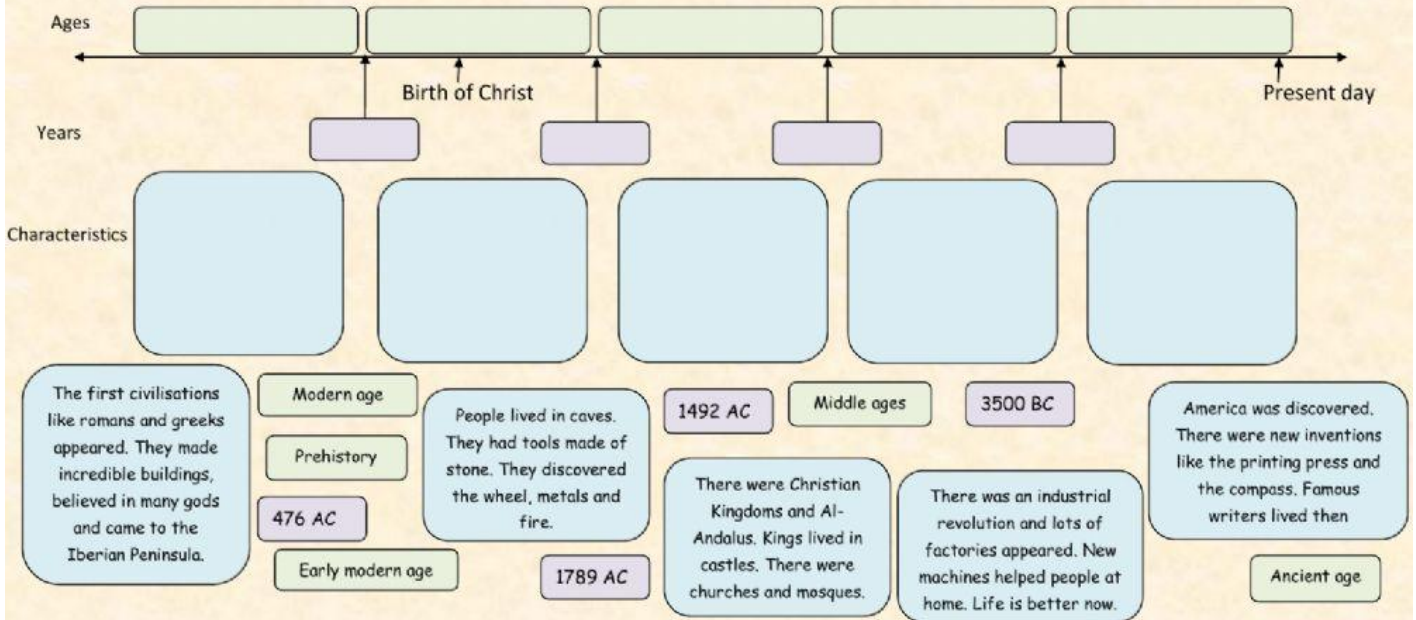 Ages
Birth of Christ
Present day
Years
Characteristics
The first civilisations
like romans and greeks
appeared. They made
incredible buildings,
believed in many gods
and came to the
Iberian Peninsula.
Modern age
Prehistory
476 AC
Early modern age
People lived in caves.
They had tools made of
stone. They discovered
the wheel, metals and
fire.
1789 AC
1492 AC
Middle ages
3500 BC
There were Christian
Kingdoms and Al-
Andalus. Kings lived in
castles. There were
churches and mosques.
There was an industrial
revolution and lots of
factories appeared. New
machines helped people at
home. Life is better now.
America was discovered.
There were new inventions
like the printing press and
the compass. Famous
writers lived then
Ancient age